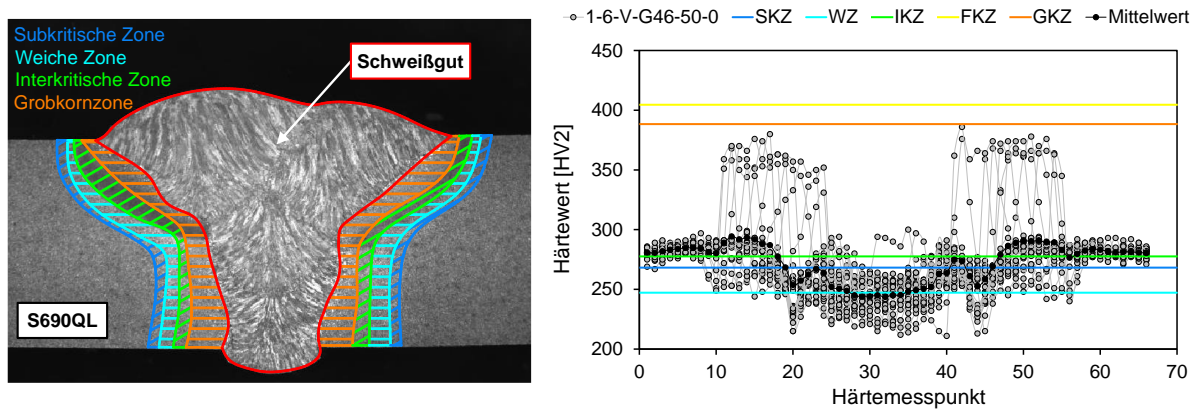 Subkritische Zone
Weiche Zone
Interkritische Zone
Grobkornzone
Schweißgut
S690QL
1-6-V-G46-50-0 SKZ WZ IKZ FKZ GKZ Mittelwert
Härtewert [HV2]
450
400
350
300
250
200
0 10 20 30 40 50 60 70
Härtemesspunkt